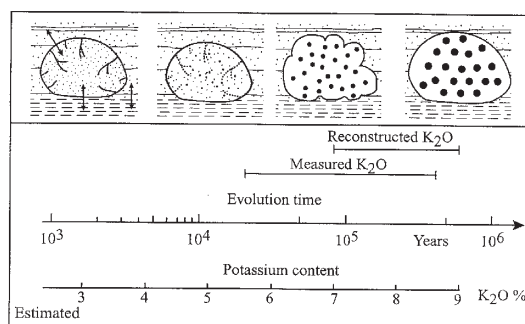 Reconstructed K₂O
Measured K₂O
Evolution time
10³ 10⁴ 10⁵ Years 10⁶
Potassium content
3 4 5 6 7 8 9 K₂O %
Estimated